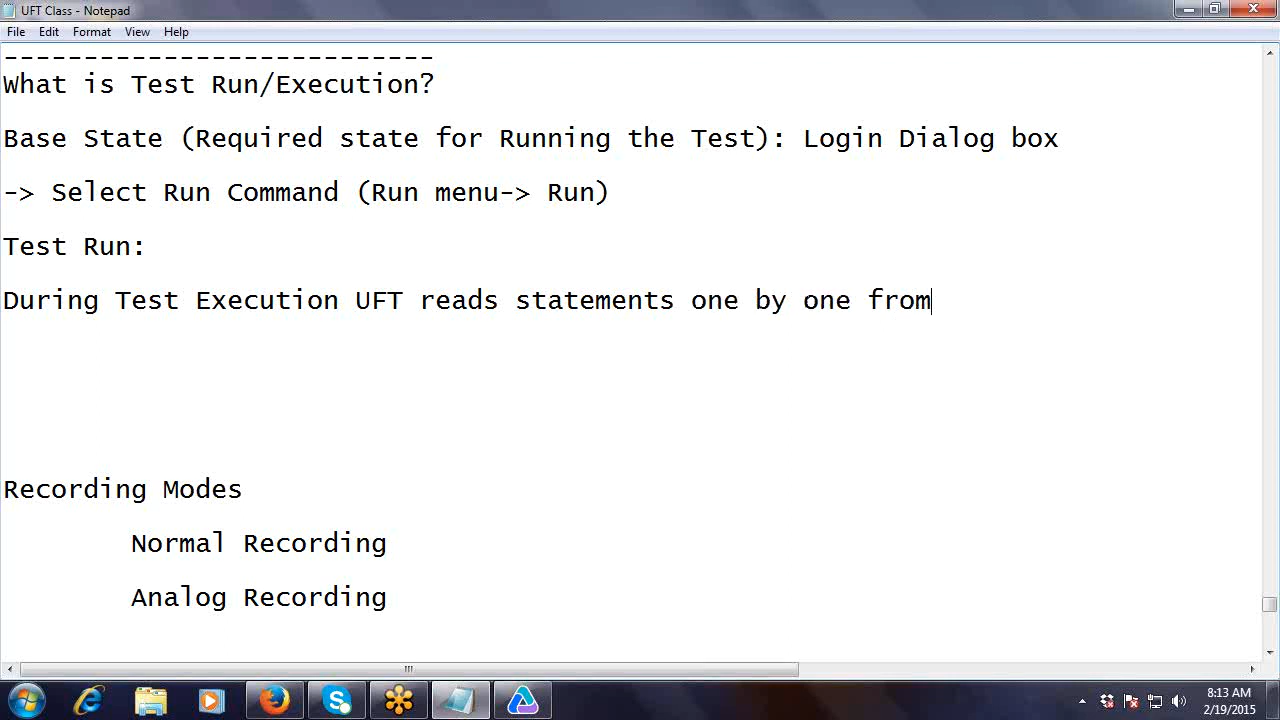 UFT Class - Notepad
File Edit Format View Help
---------------------------
What is Test Run/Execution?
Base State (Required state for Running the Test): Login Dialog box
-> Select Run Command (Run menu-> Run)
Test Run:
During Test Execution UFT reads statements one by one from
Recording Modes
Normal Recording
Analog Recording
8:13 AM
2/19/2015